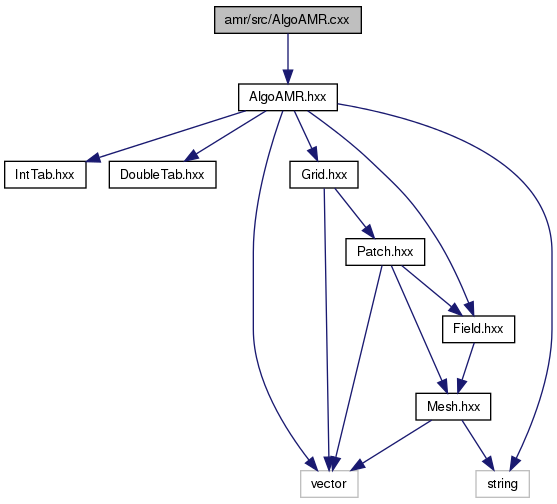 amr/src/AlgoAMR.cxx
AlgoAMR.hxx
IntTab.hxx
DoubleTab.hxx
Grid.hxx
Patch.hxx
Field.hxx
Mesh.hxx
vector
string